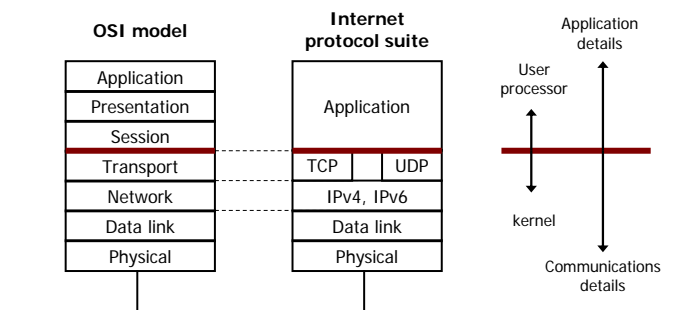 OSI model
Application
Presentation
Session
Transport
Network
Data link
Physical
Internet
protocol suite
Application
TCP
UDP
IPv4, IPv6
Data link
Physical
Application
details
User
processor
kernel
Communications
details